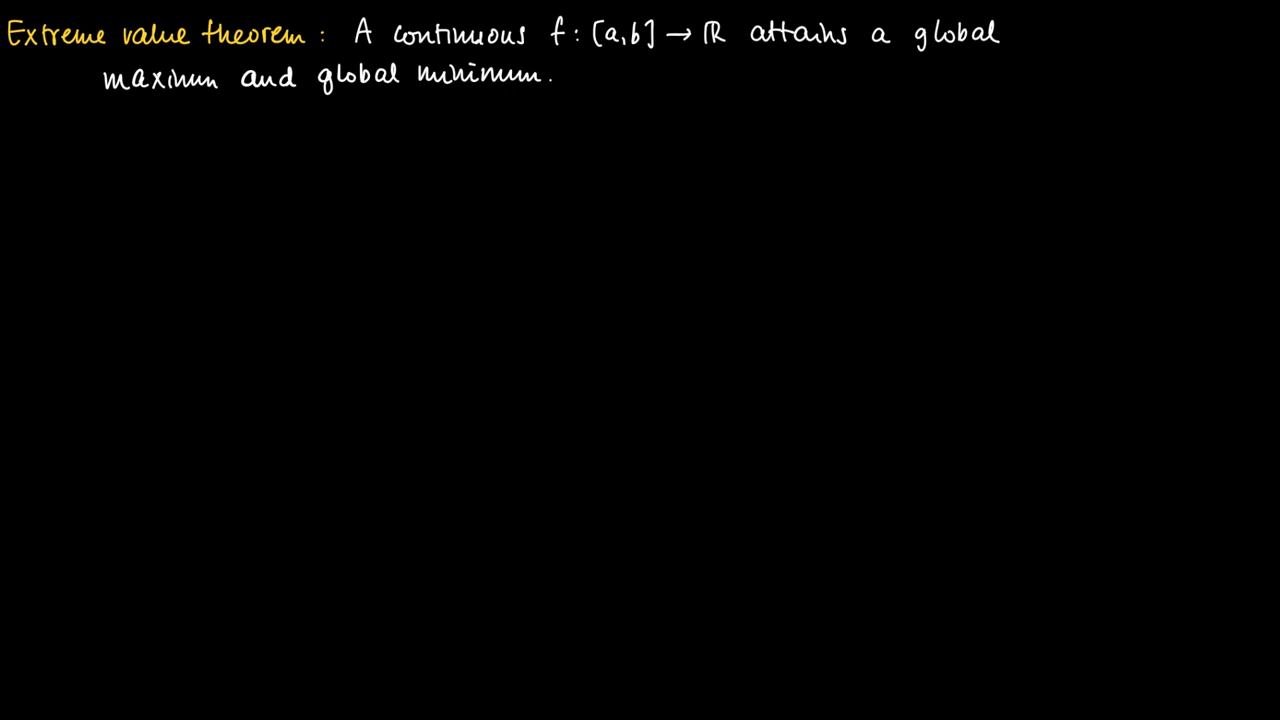 Extreme value theorem: A continuous f: [a,b] → ℝ attains a global
maximum and global minimum.